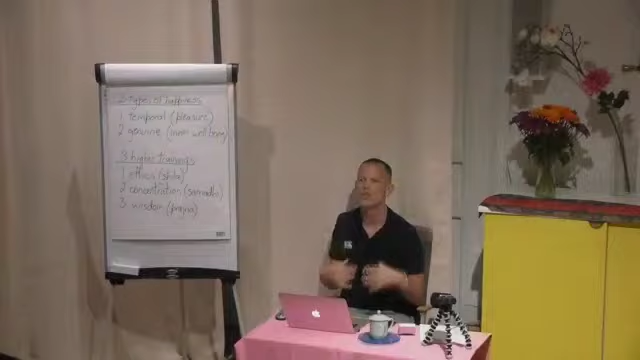 2 types of happiness
1 temporal (pleasure)
2 genuine (inner well being)
3 higher trainings
1 ethics (shila)
2 concentration (samadhi)
3 wisdom (prajna)